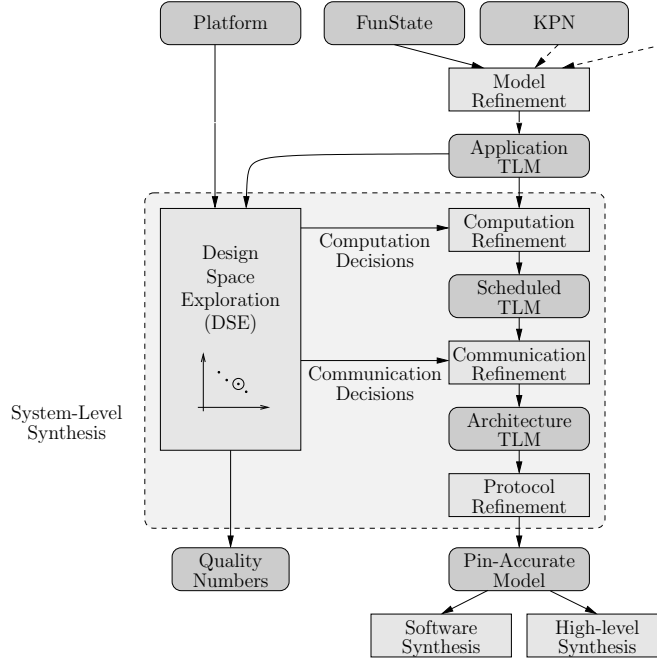 Platform
FunState
KPN
Model
Refinement
Application
TLM
Design
Space
Exploration
(DSE)
Computation
Decisions
Computation
Refinement
Scheduled
TLM
Communication
Decisions
Communication
Refinement
System-Level
Synthesis
Architecture
TLM
Protocol
Refinement
Quality
Numbers
Pin-Accurate
Model
Software
Synthesis
High-level
Synthesis